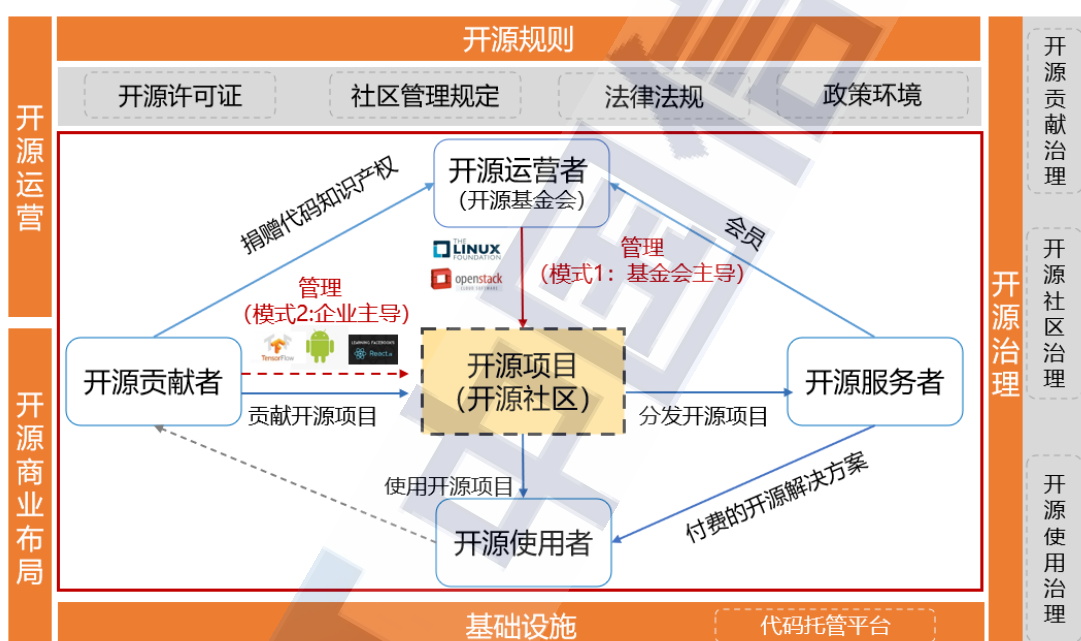 开源规则
开源许可证
社区管理规定
法律法规
政策环境
开源运营
开源商业布局
开源运营者
(开源基金会)
捐赠代码知识产权
会员
THE
LINUX
FOUNDATION
openstack
管理
(模式1：基金会主导)
管理
(模式2:企业主导)
TensorFlow
React.js
开源贡献者
贡献开源项目
开源项目
(开源社区)
分发开源项目
开源服务者
使用开源项目
付费的开源解决方案
开源使用者
基础设施
代码托管平台
开源治理
开源贡献治理
开源社区治理
开源使用治理